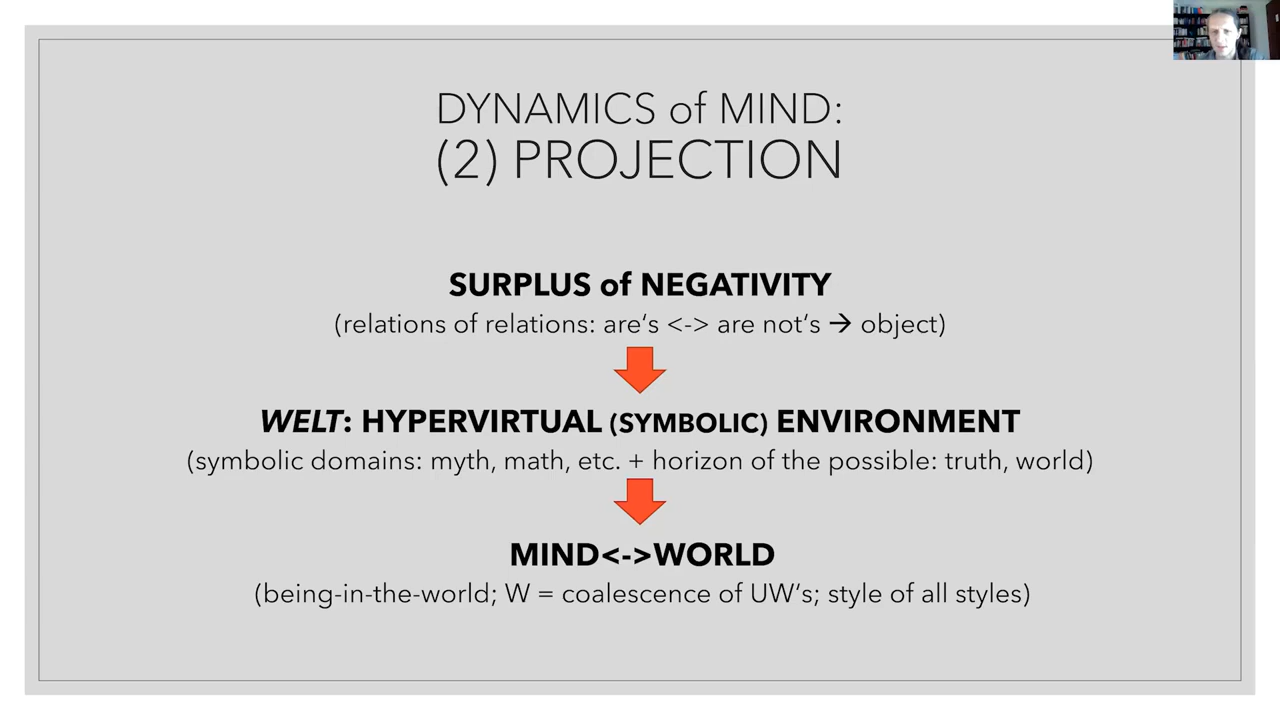 DYNAMICS of MIND:
(2) PROJECTION
SURPLUS of NEGATIVITY
(relations of relations: are‘s <-> are not‘s → object)
WELT: HYPERVIRTUAL (SYMBOLIC) ENVIRONMENT
(symbolic domains: myth, math, etc. + horizon of the possible: truth, world)
MIND<->WORLD
(being-in-the-world; W = coalescence of UW‘s; style of all styles)